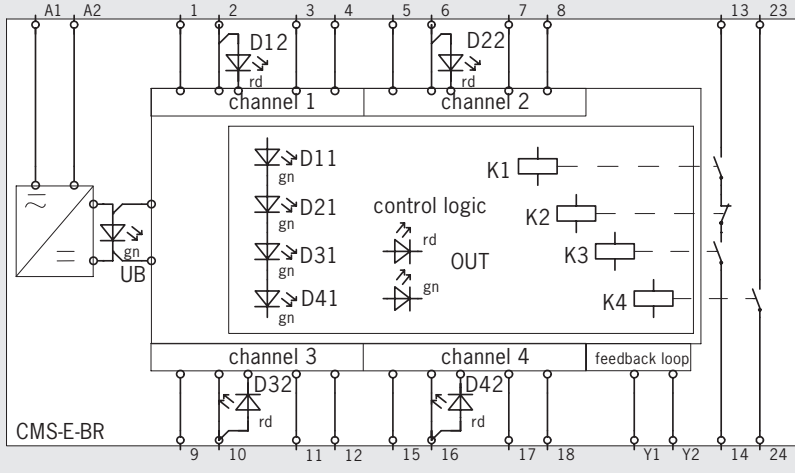 A1 A2 1 2 3 4 5 6 7 8 13 23
D12 D22
rd rd
channel 1 channel 2
D11
gn
K1
D21
gn
control logic
K2
rd
D31
gn
OUT
K3
gn
UB
gn
D41
gn
K4
channel 3 channel 4 feedback loop
D32 D42
rd rd
CMS-E-BR
9 10 11 12 15 16 17 18 Y1 Y2 14 24